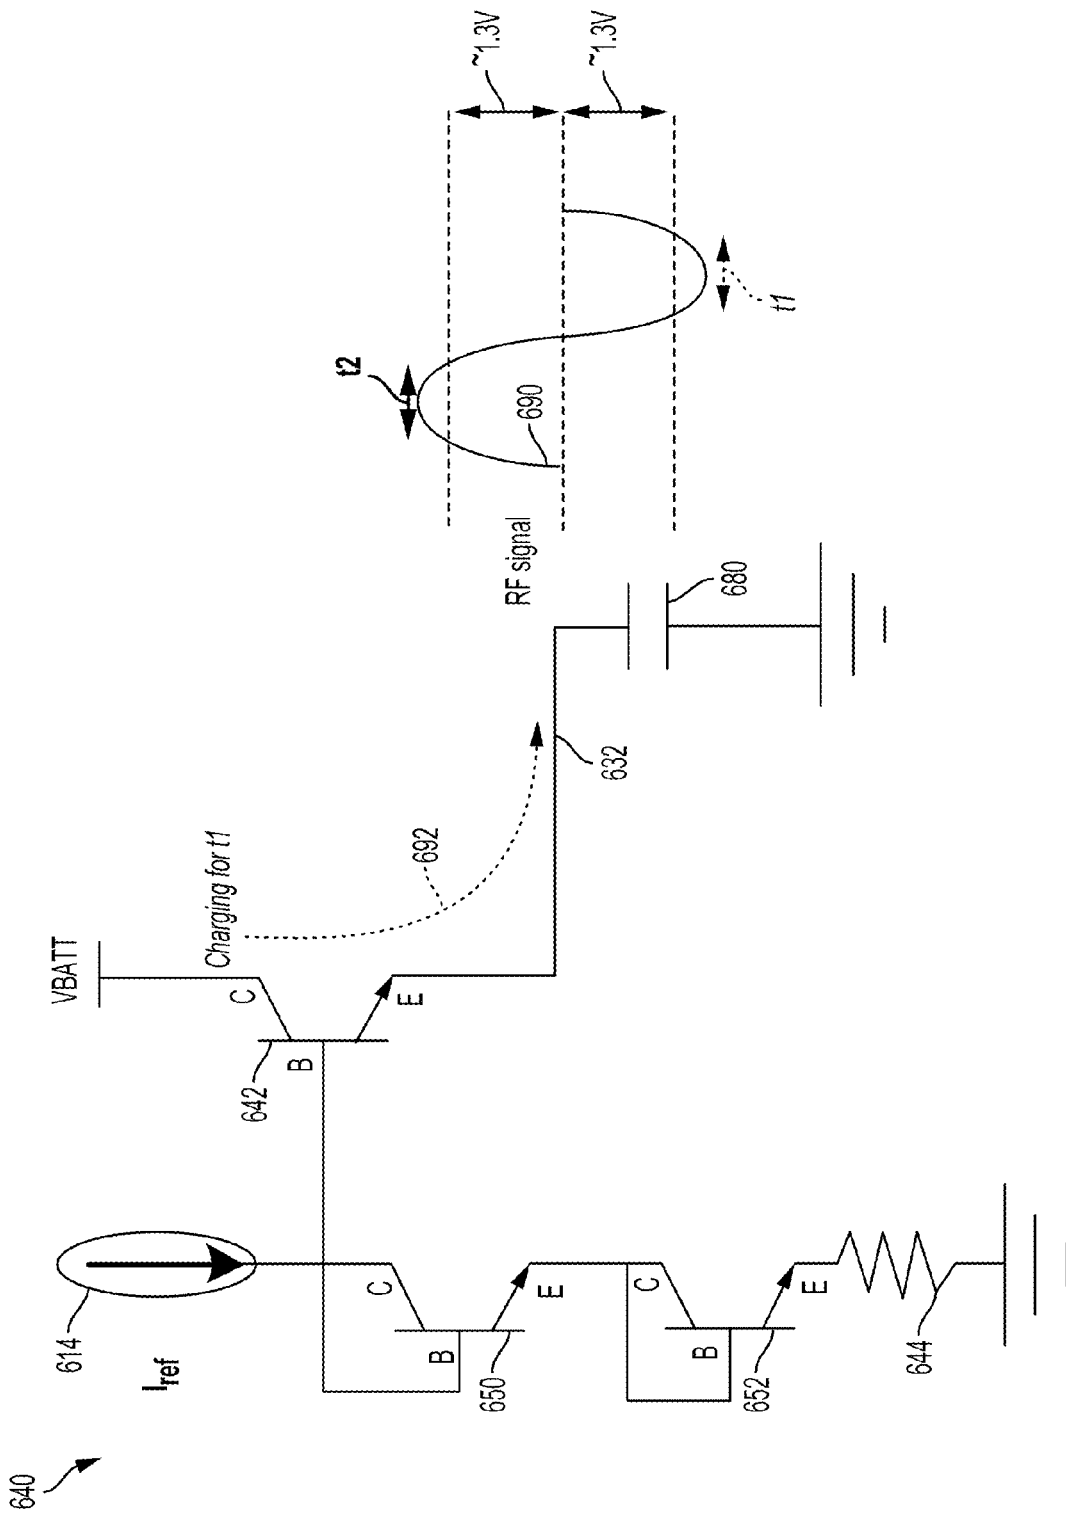 640
614
I_ref
642
B
C
E
VBATT
Charging for t1
692
632
C
B
E
650
C
B
E
652
644
680
RF signal
690
t2
t1
~1.3V
~1.3V